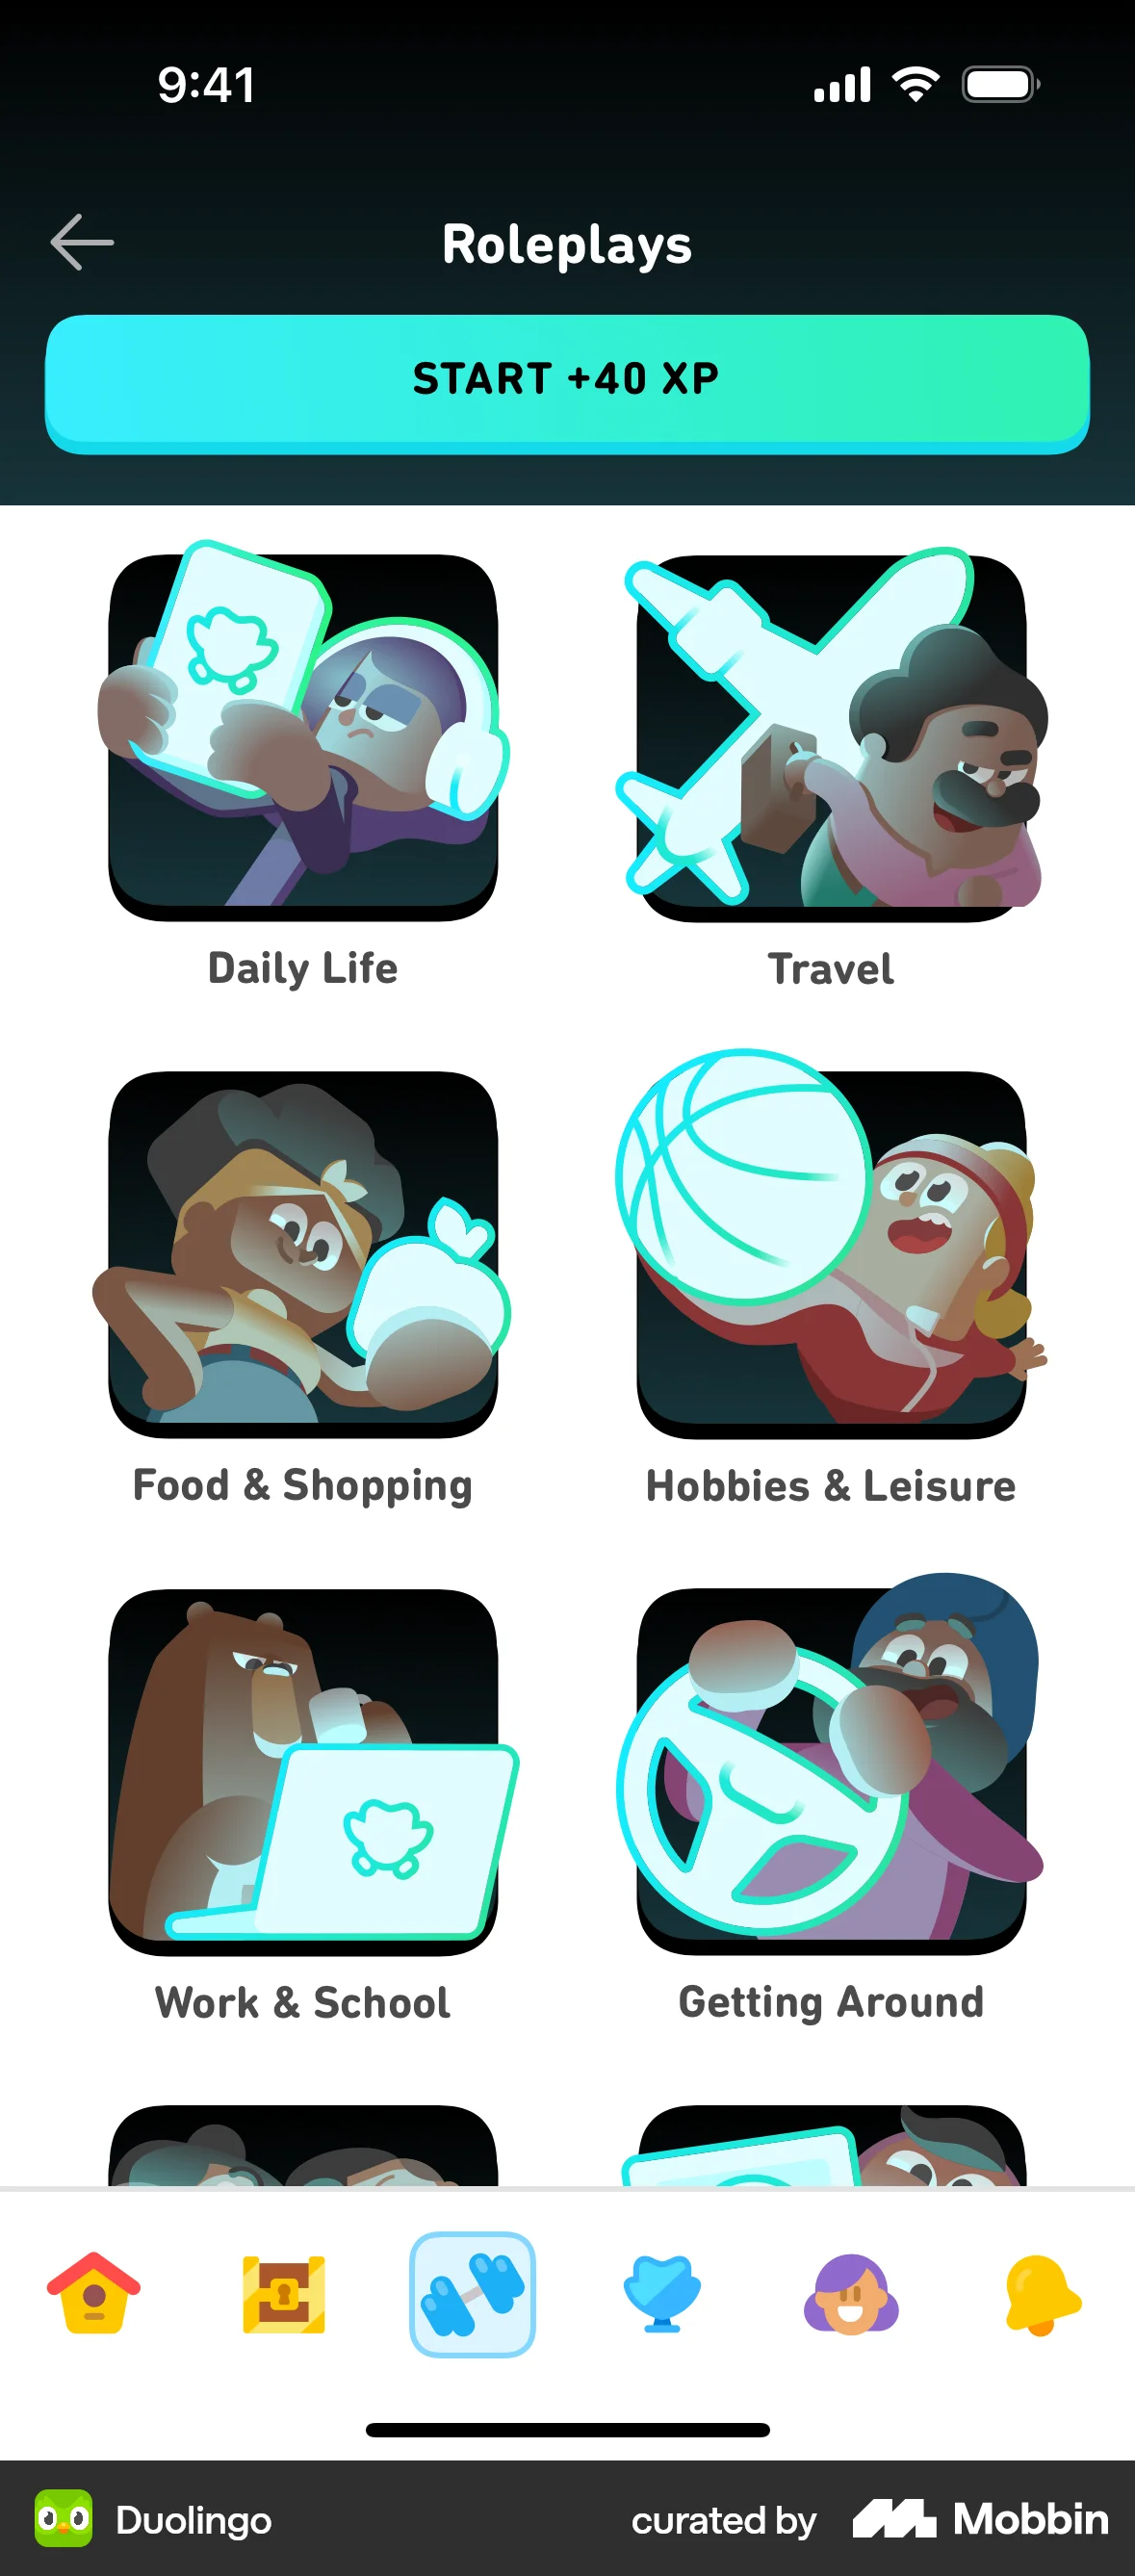 9:41
Roleplays
START +40 XP
Daily Life
Travel
Food & Shopping
Hobbies & Leisure
Work & School
Getting Around
Duolingo
curated by Mobbin